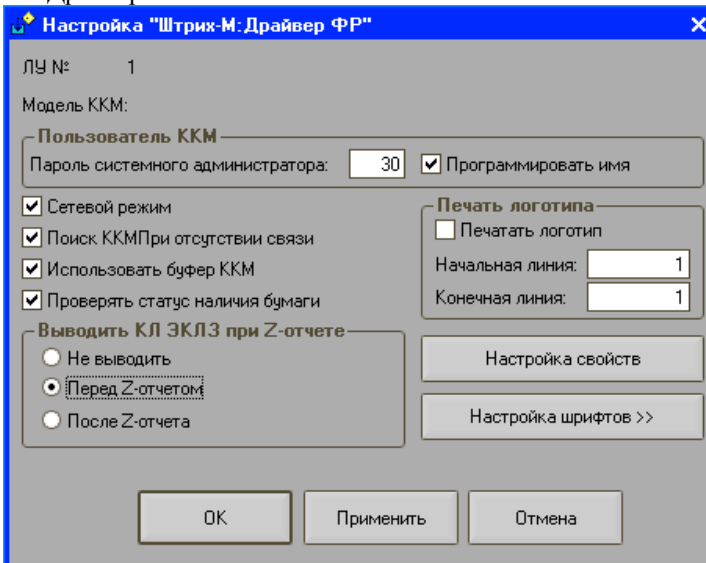 Настройка "Штрих-М: Драйвер ФР"
ЛУ № 1
Модель ККМ:
Пользователь ККМ
Пароль системного администратора: 30 Программировать имя
Сетевой режим
Поиск ККМПри отсутствии связи
Использовать буфер ККМ
Проверять статус наличия бумаги
Печать логотипа
Печатать логотип
Начальная линия: 1
Конечная линия: 1
Выводить КЛ ЭКЛЗ при Z-отчете
Не выводить
Перед Z-отчетом
После Z-отчета
Настройка свойств
Настройка шрифтов >>
ОК Применить Отмена